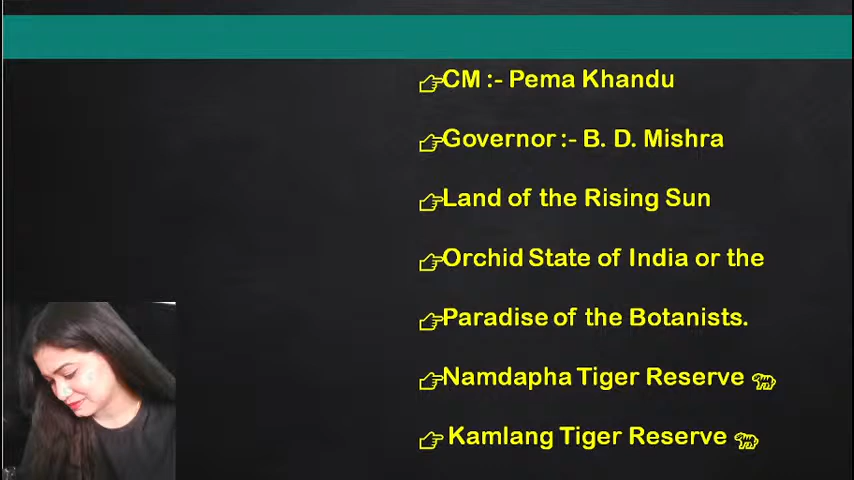 👉CM :- Pema Khandu
👉Governor :- B. D. Mishra
👉Land of the Rising Sun
👉Orchid State of India or the
👉Paradise of the Botanists.
👉Namdapha Tiger Reserve 🐅
👉 Kamlang Tiger Reserve 🐅